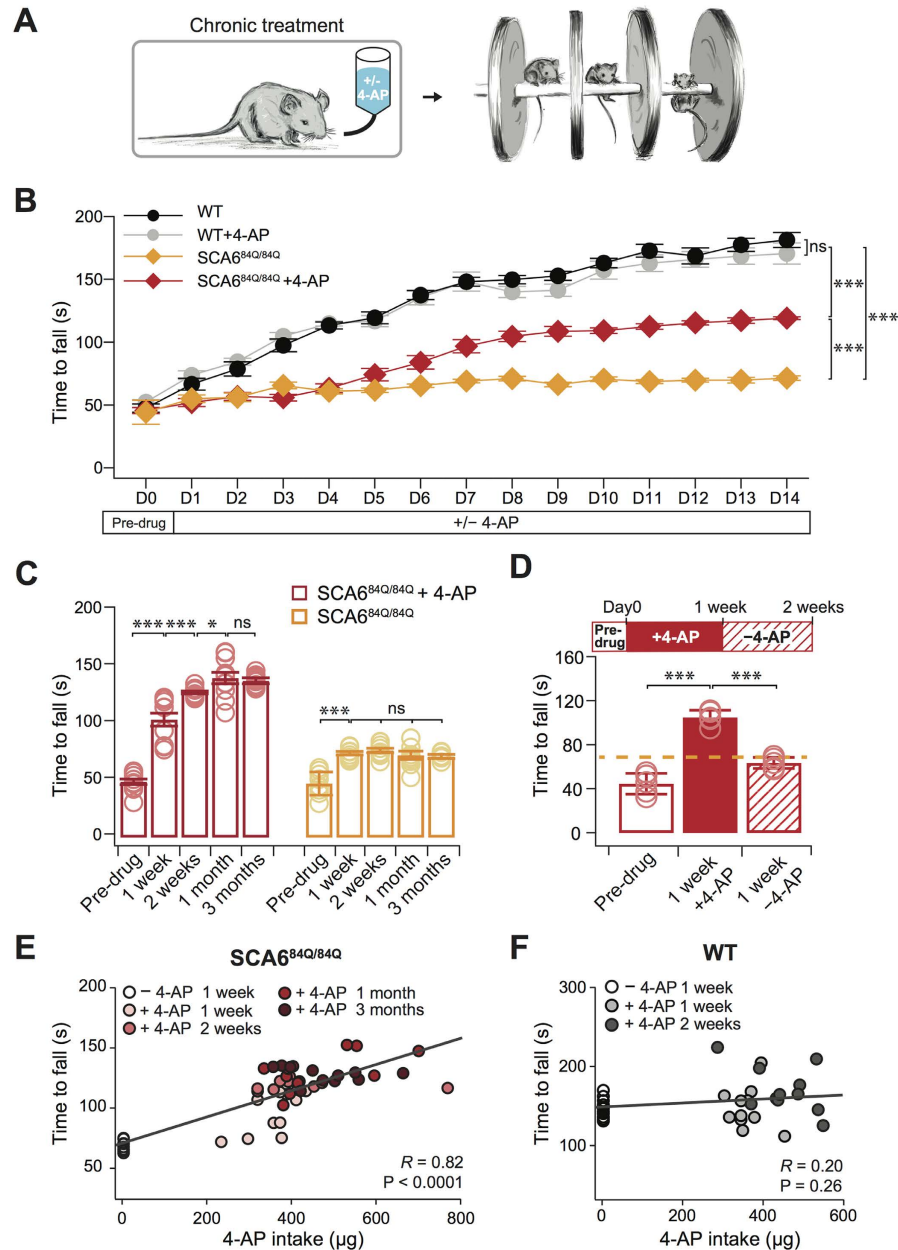 A
Chronic treatment
+/-
4-AP
B
WT
WT+4-AP
SCA6^84Q/84Q
SCA6^84Q/84Q +4-AP
Time to fall (s)
200
150
100
50
0
ns
***
***
***
D0 D1 D2 D3 D4 D5 D6 D7 D8 D9 D10 D11 D12 D13 D14
Pre-drug +/− 4-AP
C
SCA6^84Q/84Q + 4-AP
SCA6^84Q/84Q
Time to fall (s)
200
150
100
50
0
*** *** * ns
*** ns
Pre-drug 1 week 2 weeks 1 month 3 months
Pre-drug 1 week 2 weeks 1 month 3 months
D
Day0 1 week 2 weeks
Pre-
drug +4-AP −4-AP
Time to fall (s)
160
120
80
40
0
*** ***
Pre-drug
1 week
+4-AP
1 week
−4-AP
E
SCA6^84Q/84Q
− 4-AP 1 week
+ 4-AP 1 week
+ 4-AP 2 weeks
+ 4-AP 1 month
+ 4-AP 3 months
Time to fall (s)
200
150
100
50
R = 0.82
P < 0.0001
0 200 400 600 800
4-AP intake (μg)
F
WT
− 4-AP 1 week
+ 4-AP 1 week
+ 4-AP 2 weeks
Time to fall (s)
300
200
100
R = 0.20
P = 0.26
0 200 400 600
4-AP intake (μg)